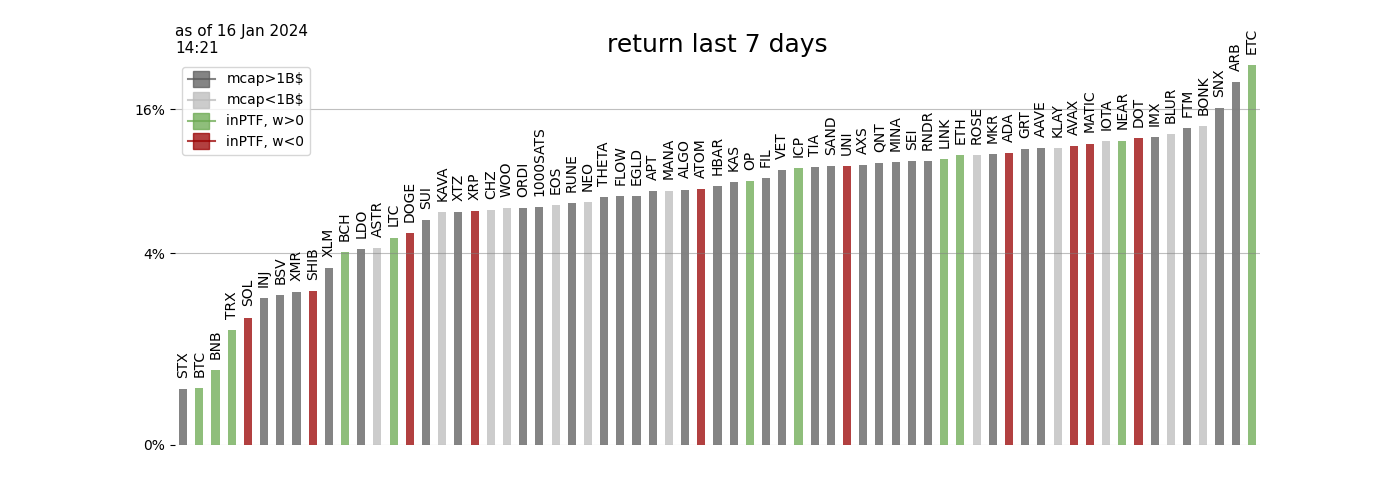 as of 16 Jan 2024
14:21
return last 7 days
mcap>1B$
mcap<1B$
inPTF, w>0
inPTF, w<0
16%
4%
0%
STX
BTC
BNB
TRX
SOL
INJ
BSV
XMR
SHIB
XLM
BCH
LDO
ASTR
LTC
DOGE
SUI
KAVA
XTZ
XRP
CHZ
WOO
ORDI
1000SATS
EOS
RUNE
NEO
THETA
FLOW
EGLD
APT
MANA
ALGO
ATOM
HBAR
KAS
OP
FIL
VET
ICP
TIA
SAND
UNI
AXS
QNT
MINA
SEI
RNDR
LINK
ETH
ROSE
MKR
ADA
GRT
AAVE
KLAY
AVAX
MATIC
IOTA
NEAR
DOT
IMX
BLUR
FTM
BONK
SNX
ARB
ETC